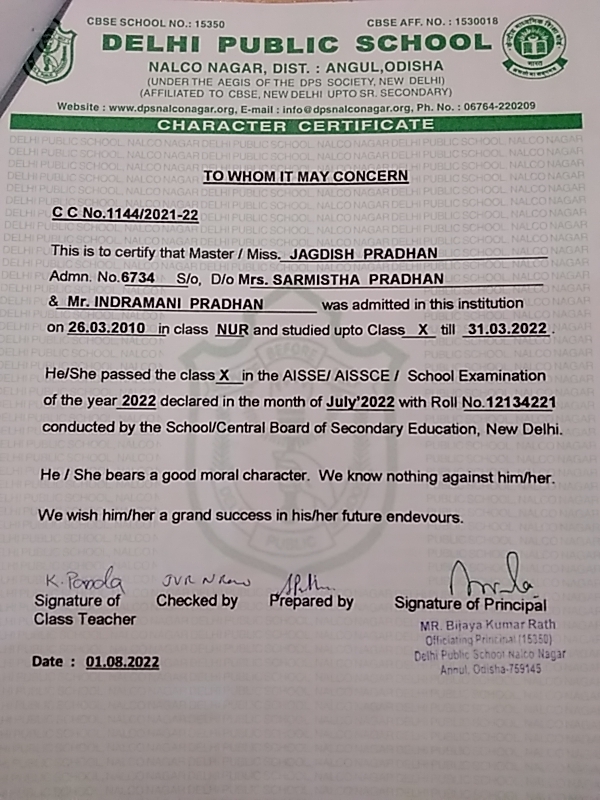 CBSE SCHOOL NO.: 15350 CBSE AFF. NO. : 1530018
DELHI PUBLIC SCHOOL
NALCO NAGAR, DIST. : ANGUL,ODISHA
(UNDER THE AEGIS OF THE DPS SOCIETY, NEW DELHI)
(AFFILIATED TO CBSE, NEW DELHI UPTO SR. SECONDARY)
Website : www.dpsnalconagar.org, E-mail : info@dpsnalconagar.org, Ph. No. : 06764-220209
CHARACTER CERTIFICATE
TO WHOM IT MAY CONCERN
C C No.1144/2021-22
This is to certify that Master / Miss. JAGDISH PRADHAN
Admn. No.6734 S/o, D/o Mrs. SARMISTHA PRADHAN
& Mr. INDRAMANI PRADHAN was admitted in this institution
on 26.03.2010 in class NUR and studied upto Class X till 31.03.2022.
He/She passed the class X in the AISSE/ AISSCE / School Examination
of the year 2022 declared in the month of July'2022 with Roll No.12134221
conducted by the School/Central Board of Secondary Education, New Delhi.
He / She bears a good moral character. We know nothing against him/her.
We wish him/her a grand success in his/her future endevours.
K. Panda
Signature of Checked by Prepared by Signature of Principal
Class Teacher
MR. Bijaya Kumar Rath
Officiating Principal (15350)
Delhi Public School Nalco Nagar
Odisha-759145
Date : 01.08.2022